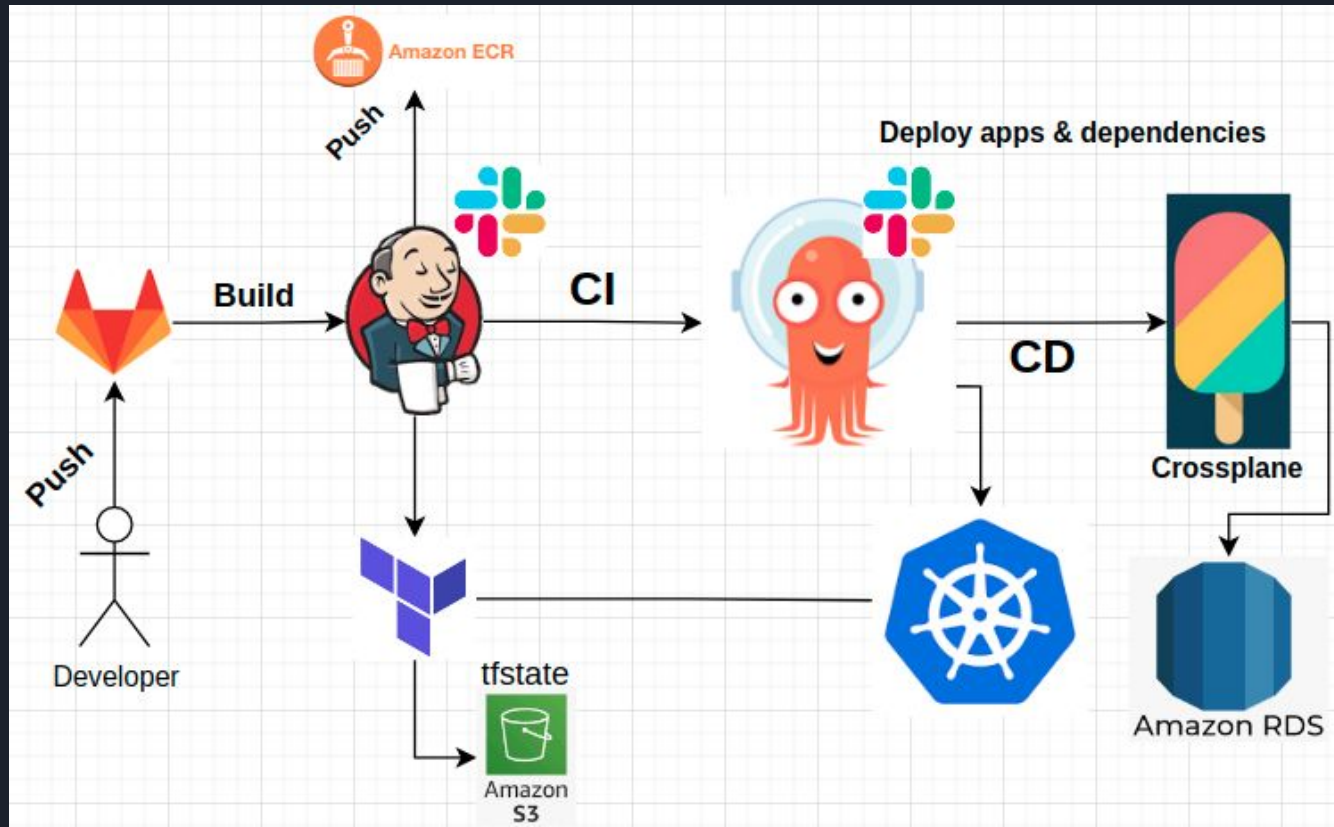 Amazon ECR
Push
Deploy apps & dependencies
Build
CI
CD
Push
Crossplane
Developer
tfstate
Amazon
S3
Amazon RDS